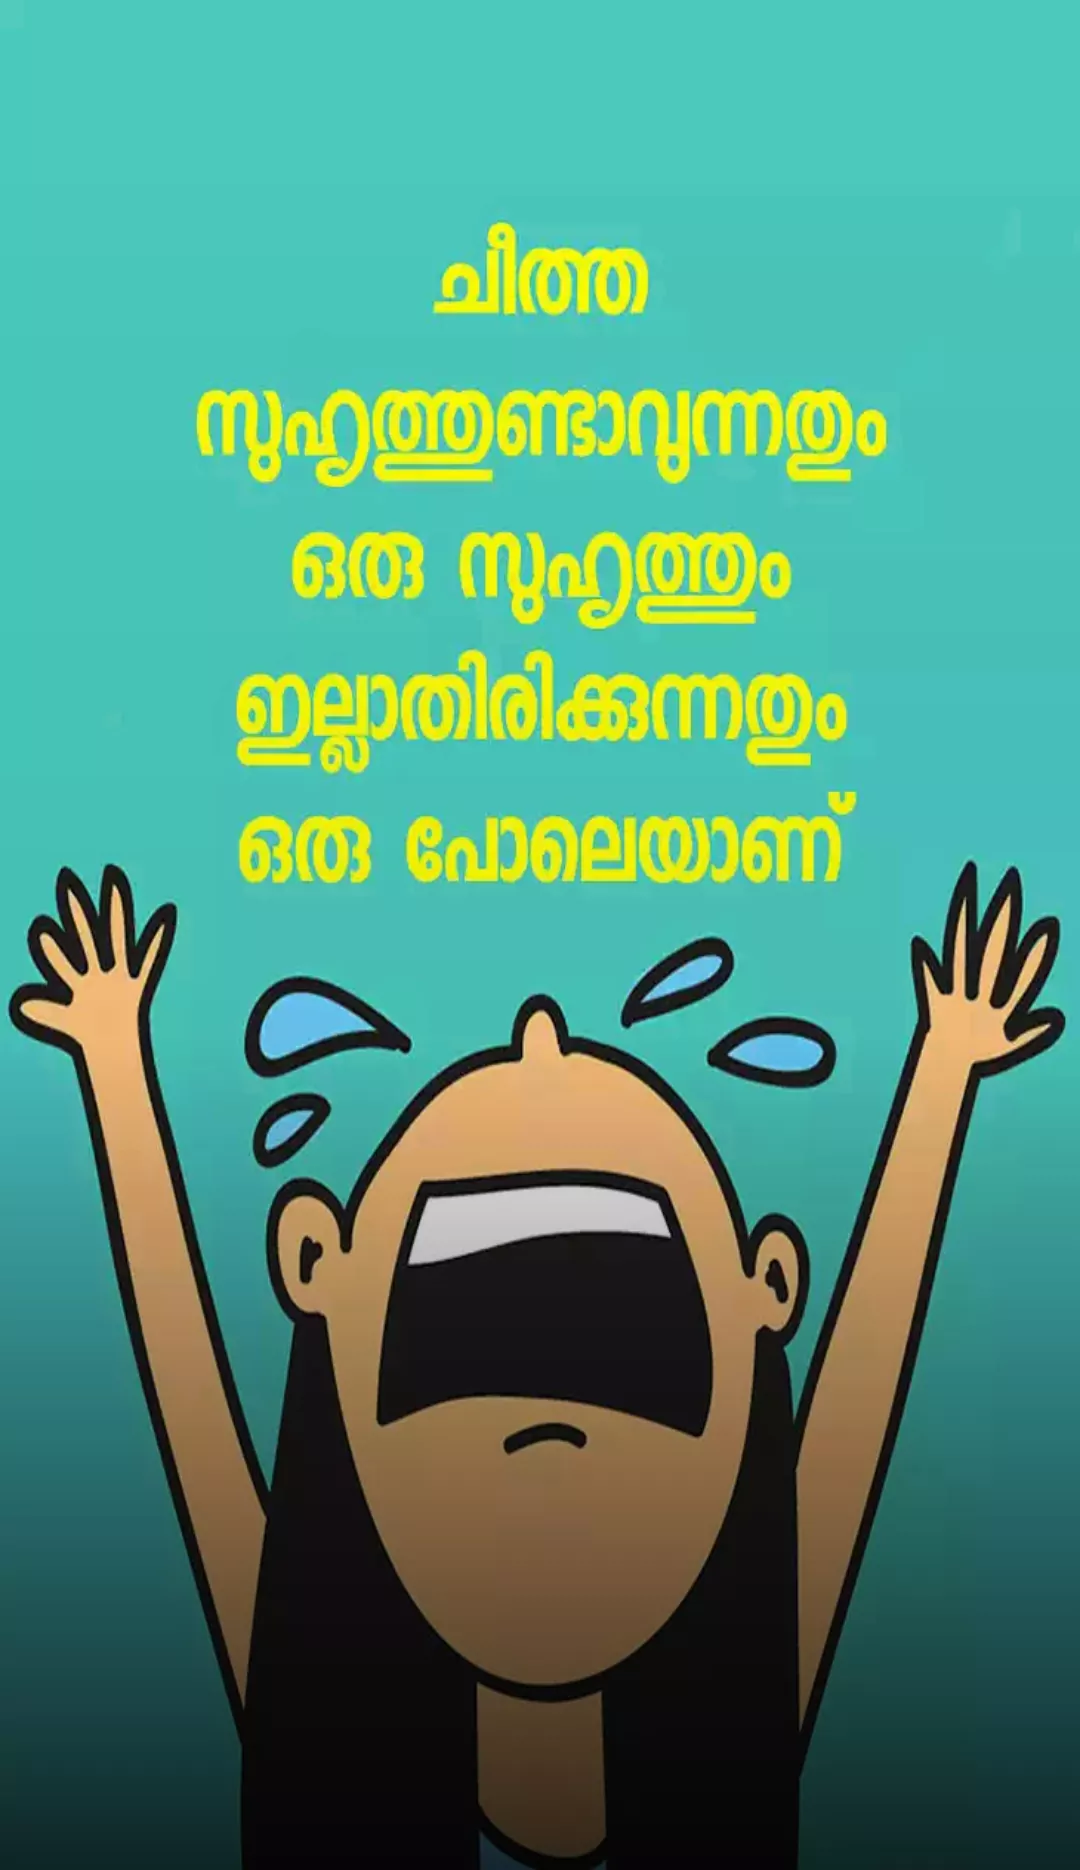 ചീത്ത
സുഹൃത്തുണ്ടാവുന്നതും
ഒരു സുഹൃത്തും
ഇല്ലാതിരിക്കുന്നതും
ഒരു പോലെയാണ്